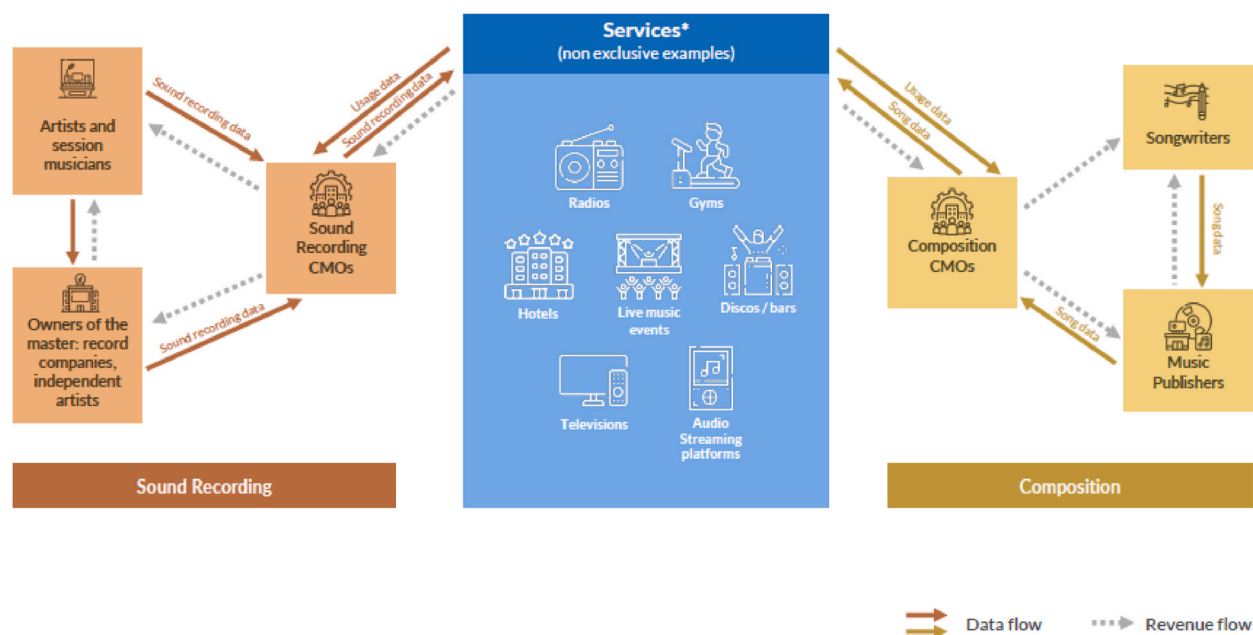 Services*
(non exclusive examples)
Artists and
session
musicians
Sound recording data
Usage data
Sound recording data
Sound
Recording
CMOs
Owners of the
master: record
companies,
independent
artists
Sound recording data
Radios
Gyms
Hotels
Live music
events
Discos / bars
Televisions
Audio
Streaming
platforms
Usage data
Song data
Composition
CMOs
Songwriters
Song data
Song data
Music
Publishers
Sound Recording
Composition
Data flow
Revenue flow